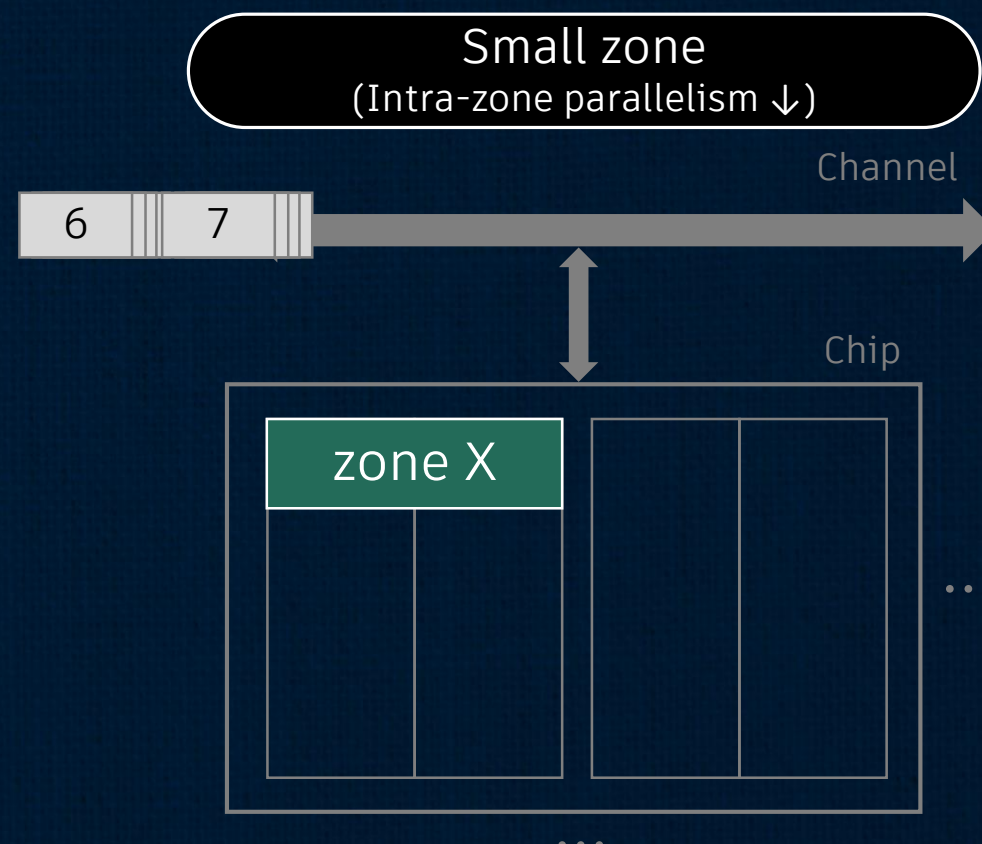 Small zone
(Intra-zone parallelism ↓)
Channel
6 7
Chip
zone X
..
...